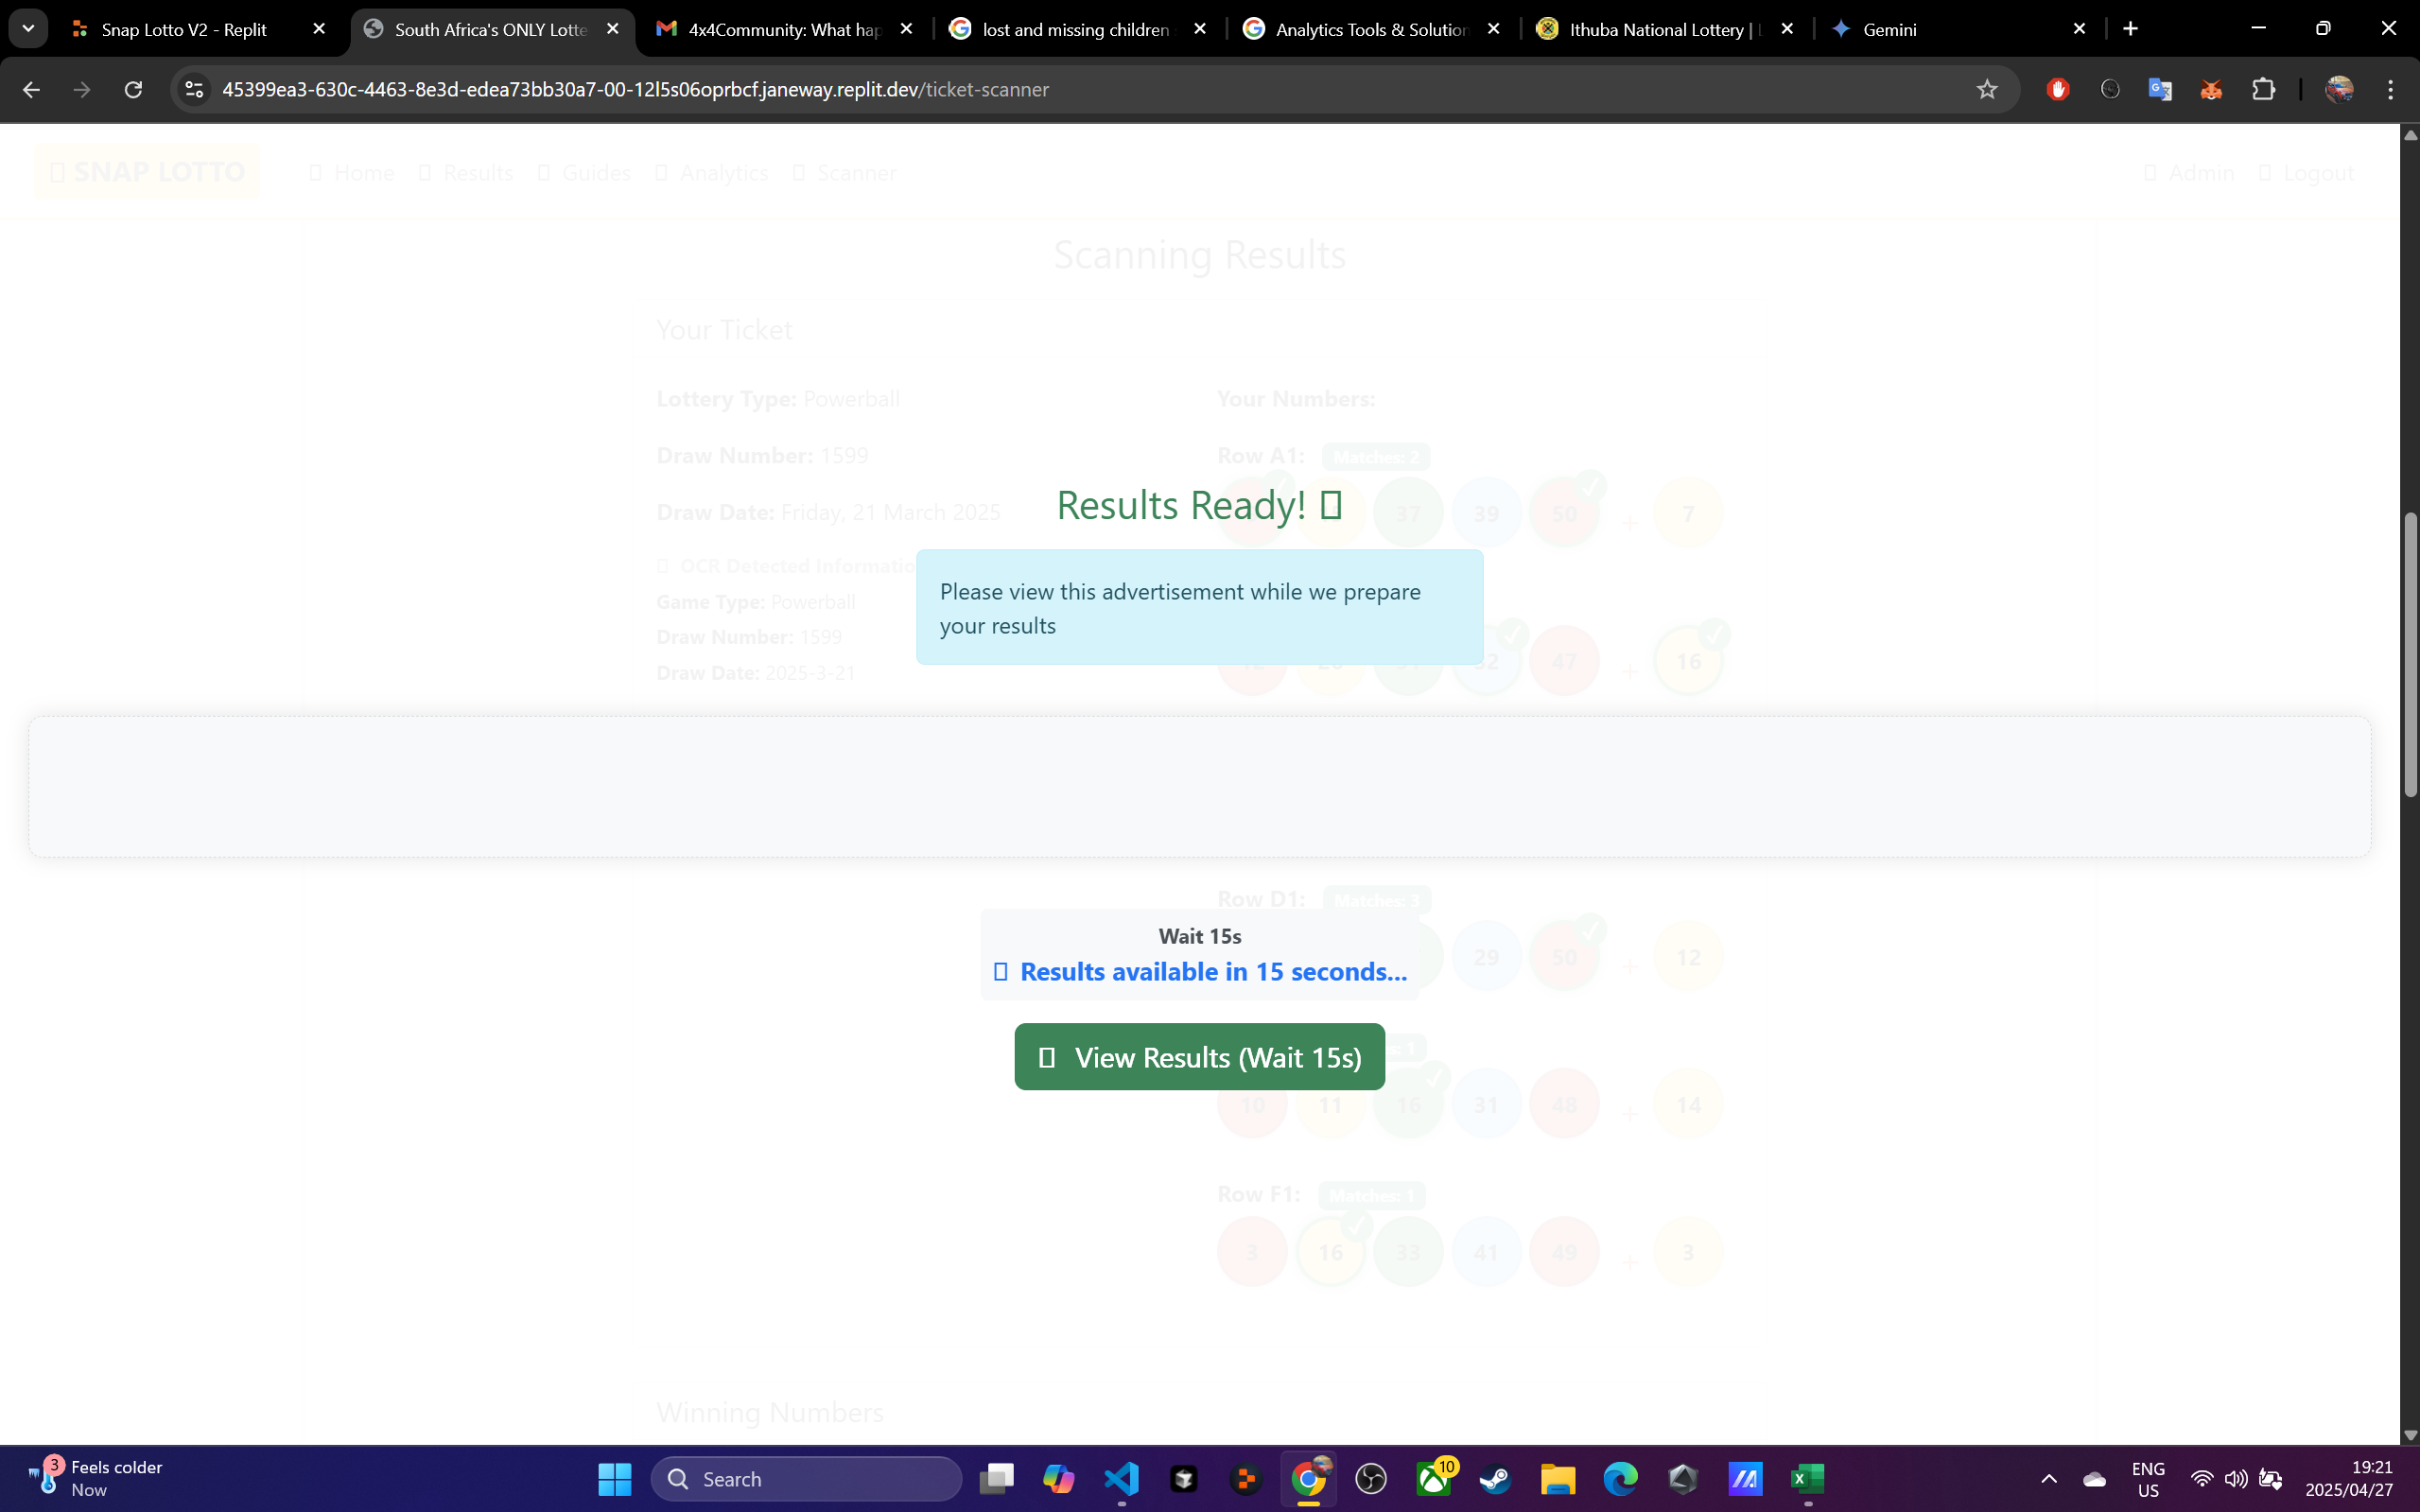 Snap Lotto V2 - Replit
South Africa's ONLY Lotte
4x4Community: What hap
lost and missing children
Analytics Tools & Solution
Ithuba National Lottery |
Gemini
45399ea3-630c-4463-8e3d-edea73bb30a7-00-12l5s06oprbcf.janeway.replit.dev/ticket-scanner
SNAP LOTTO
Home
Results
Guides
Analytics
Scanner
Admin
Logout
Scanning Results
Your Ticket
Lottery Type: Powerball
Draw Number: 1599
Draw Date: Friday, 21 March 2025
OCR Detected Informatio
Game Type: Powerball
Draw Number: 1599
Draw Date: 2025-3-21
Your Numbers:
Row A1: Matches: 2
37 39 50 + 7
Results Ready!
Please view this advertisement while we prepare
your results
47 + 16
Row D1: Matches: 3
29 50 + 12
Wait 15s
Results available in 15 seconds...
View Results (Wait 15s)
10 11 16 31 48 + 14
Row F1: Matches: 1
3 16 33 41 49 + 3
Winning Numbers
3
Feels colder
Now
Search
10
ENG
US
19:21
2025/04/27